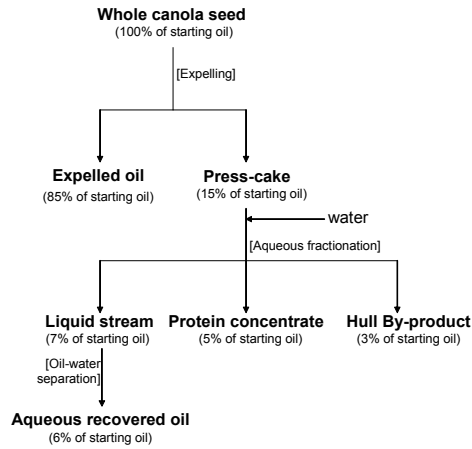 Whole canola seed
(100% of starting oil)
[Expelling]
Expelled oil
(85% of starting oil)
Press-cake
(15% of starting oil)
water
[Aqueous fractionation]
Liquid stream
(7% of starting oil)
Protein concentrate
(5% of starting oil)
Hull By-product
(3% of starting oil)
[Oil-water
separation]
Aqueous recovered oil
(6% of starting oil)